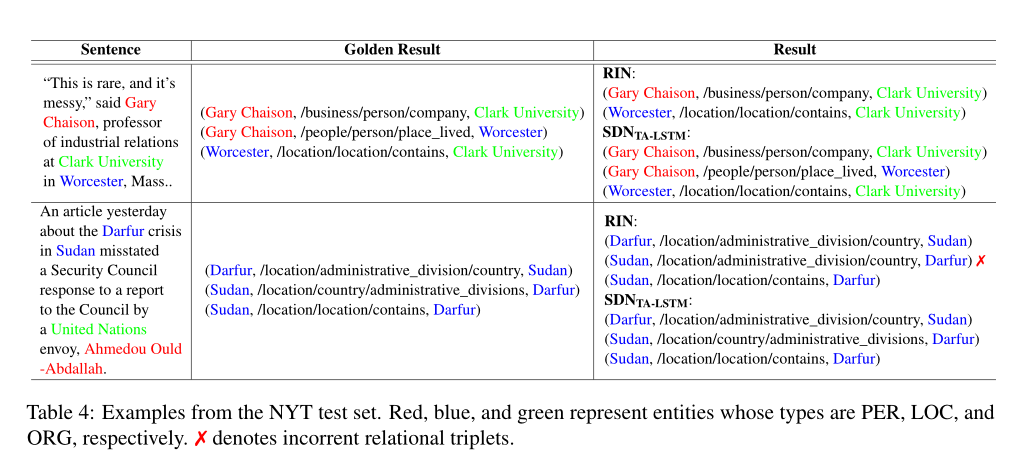 Sentence Golden Result Result
“This is rare, and it’s
messy,” said Gary
Chaison, professor
of industrial relations
at Clark University
in Worcester, Mass..
(Gary Chaison, /business/person/company, Clark University)
(Gary Chaison, /people/person/place_lived, Worcester)
(Worcester, /location/location/contains, Clark University)
RIN:
(Gary Chaison, /business/person/company, Clark University)
(Worcester, /location/location/contains, Clark University)
SDN_TA-LSTM:
(Gary Chaison, /business/person/company, Clark University)
(Gary Chaison, /people/person/place_lived, Worcester)
(Worcester, /location/location/contains, Clark University)
An article yesterday
about the Darfur crisis
in Sudan misstated
a Security Council
response to a report
to the Council by
a United Nations
envoy, Ahmedou Ould
-Abdallah.
(Darfur, /location/administrative_division/country, Sudan)
(Sudan, /location/country/administrative_divisions, Darfur)
(Sudan, /location/location/contains, Darfur)
RIN:
(Darfur, /location/administrative_division/country, Sudan)
(Sudan, /location/administrative_division/country, Darfur) ✗
(Sudan, /location/location/contains, Darfur)
SDN_TA-LSTM:
(Darfur, /location/administrative_division/country, Sudan)
(Sudan, /location/country/administrative_divisions, Darfur)
(Sudan, /location/location/contains, Darfur)
Table 4: Examples from the NYT test set. Red, blue, and green represent entities whose types are PER, LOC, and
ORG, respectively. ✗ denotes incorrent relational triplets.